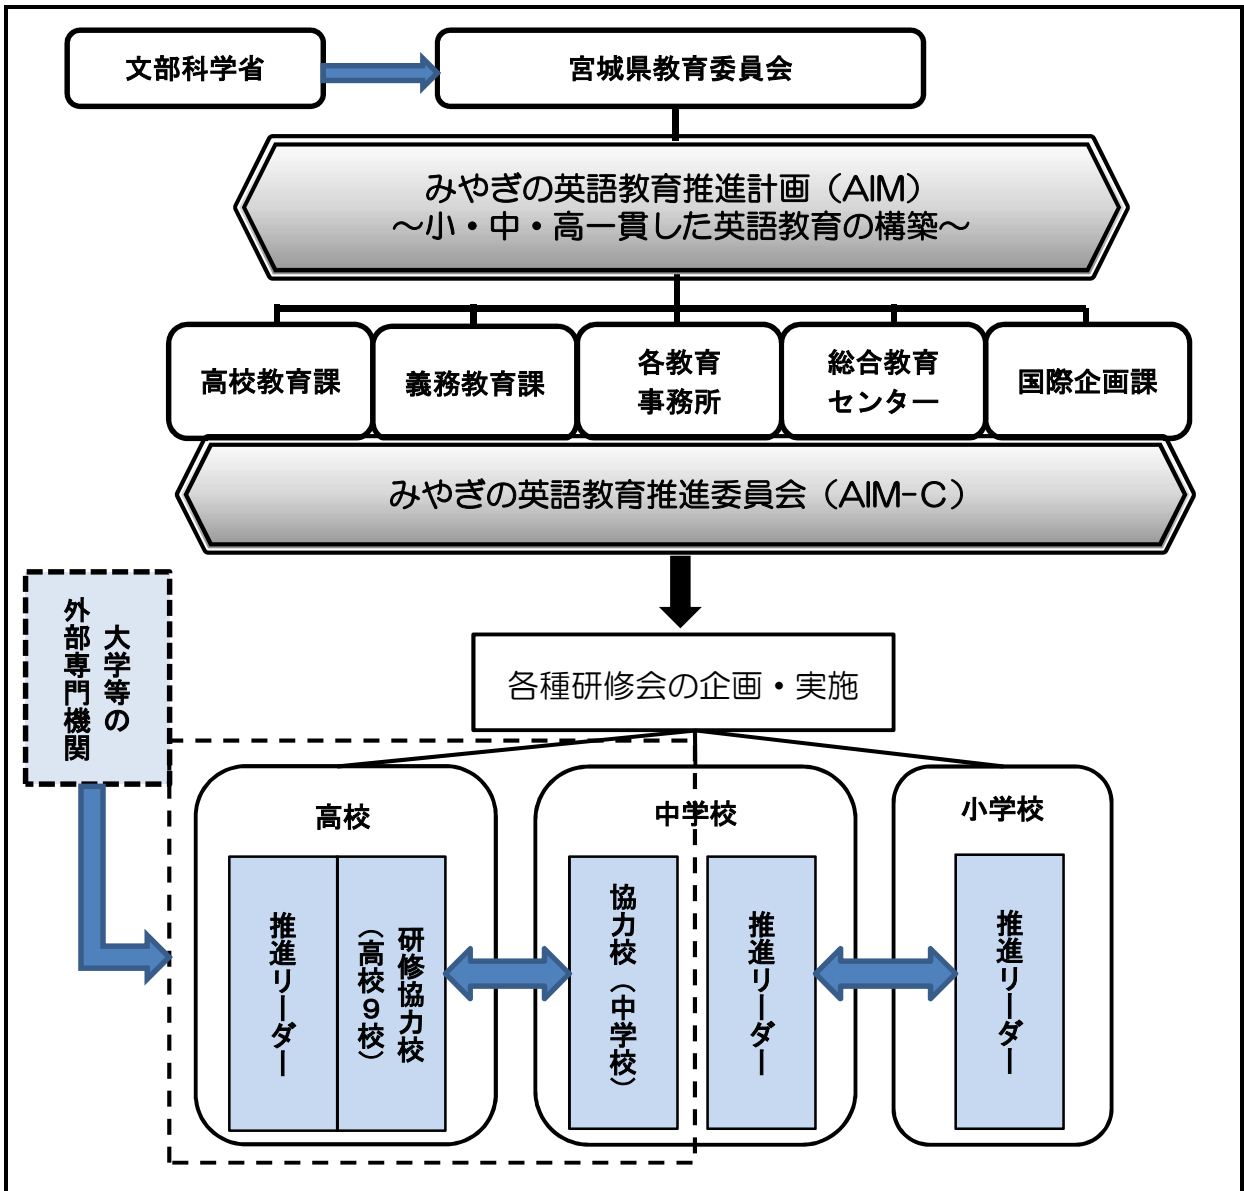 文部科学省
宮城県教育委員会
みやぎの英語教育推進計画（AIM）
～小・中・高一貫した英語教育の構築～
高校教育課
義務教育課
各教育
事務所
総合教育
センター
国際企画課
みやぎの英語教育推進委員会（AIM-C）
大学等の
外部専門機関
各種研修会の企画・実施
高校
中学校
小学校
推進リーダー
研修協力校
（高校９校）
協力校（中学校）
推進リーダー
推進リーダー